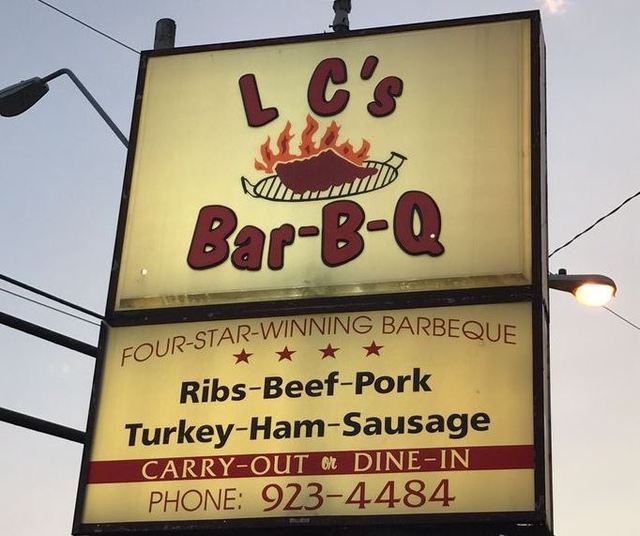 L C's
Bar-B-Q
FOUR-STAR-WINNING BARBEQUE
Ribs-Beef-Pork
Turkey-Ham-Sausage
CARRY-OUT or DINE-IN
PHONE: 923-4484